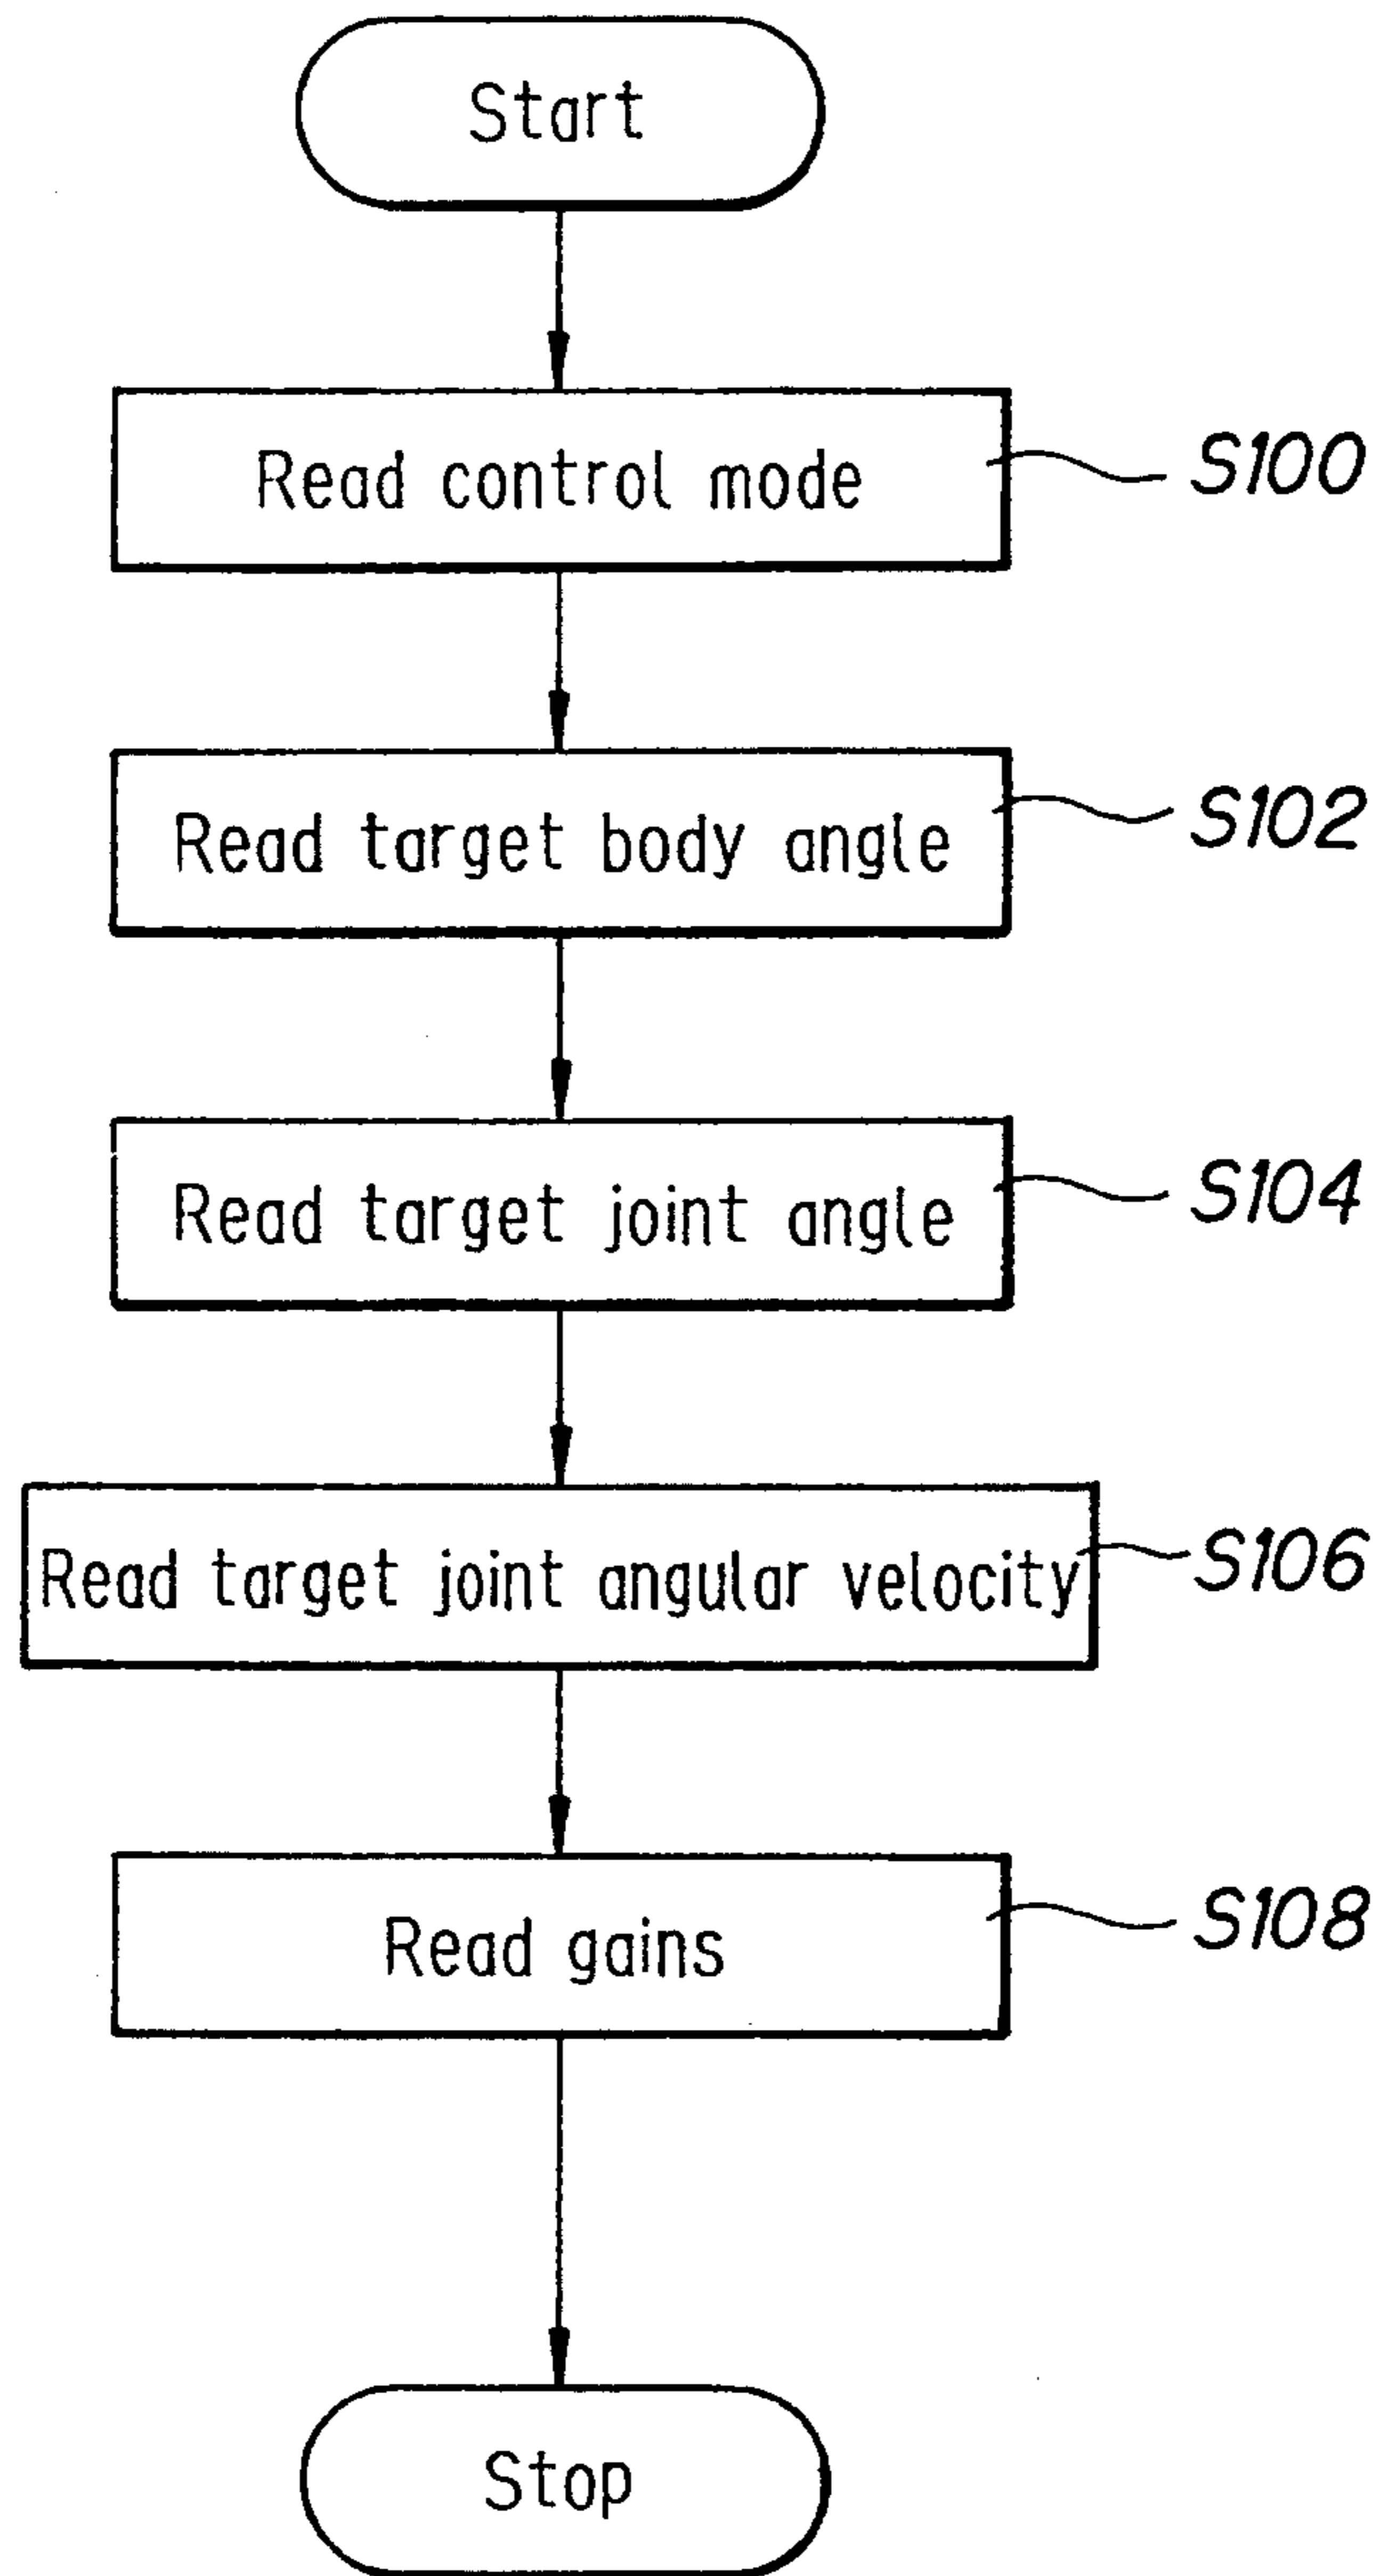 Start
Read control mode
S100
Read target body angle
S102
Read target joint angle
S104
Read target joint angular velocity
S106
Read gains
S108
Stop